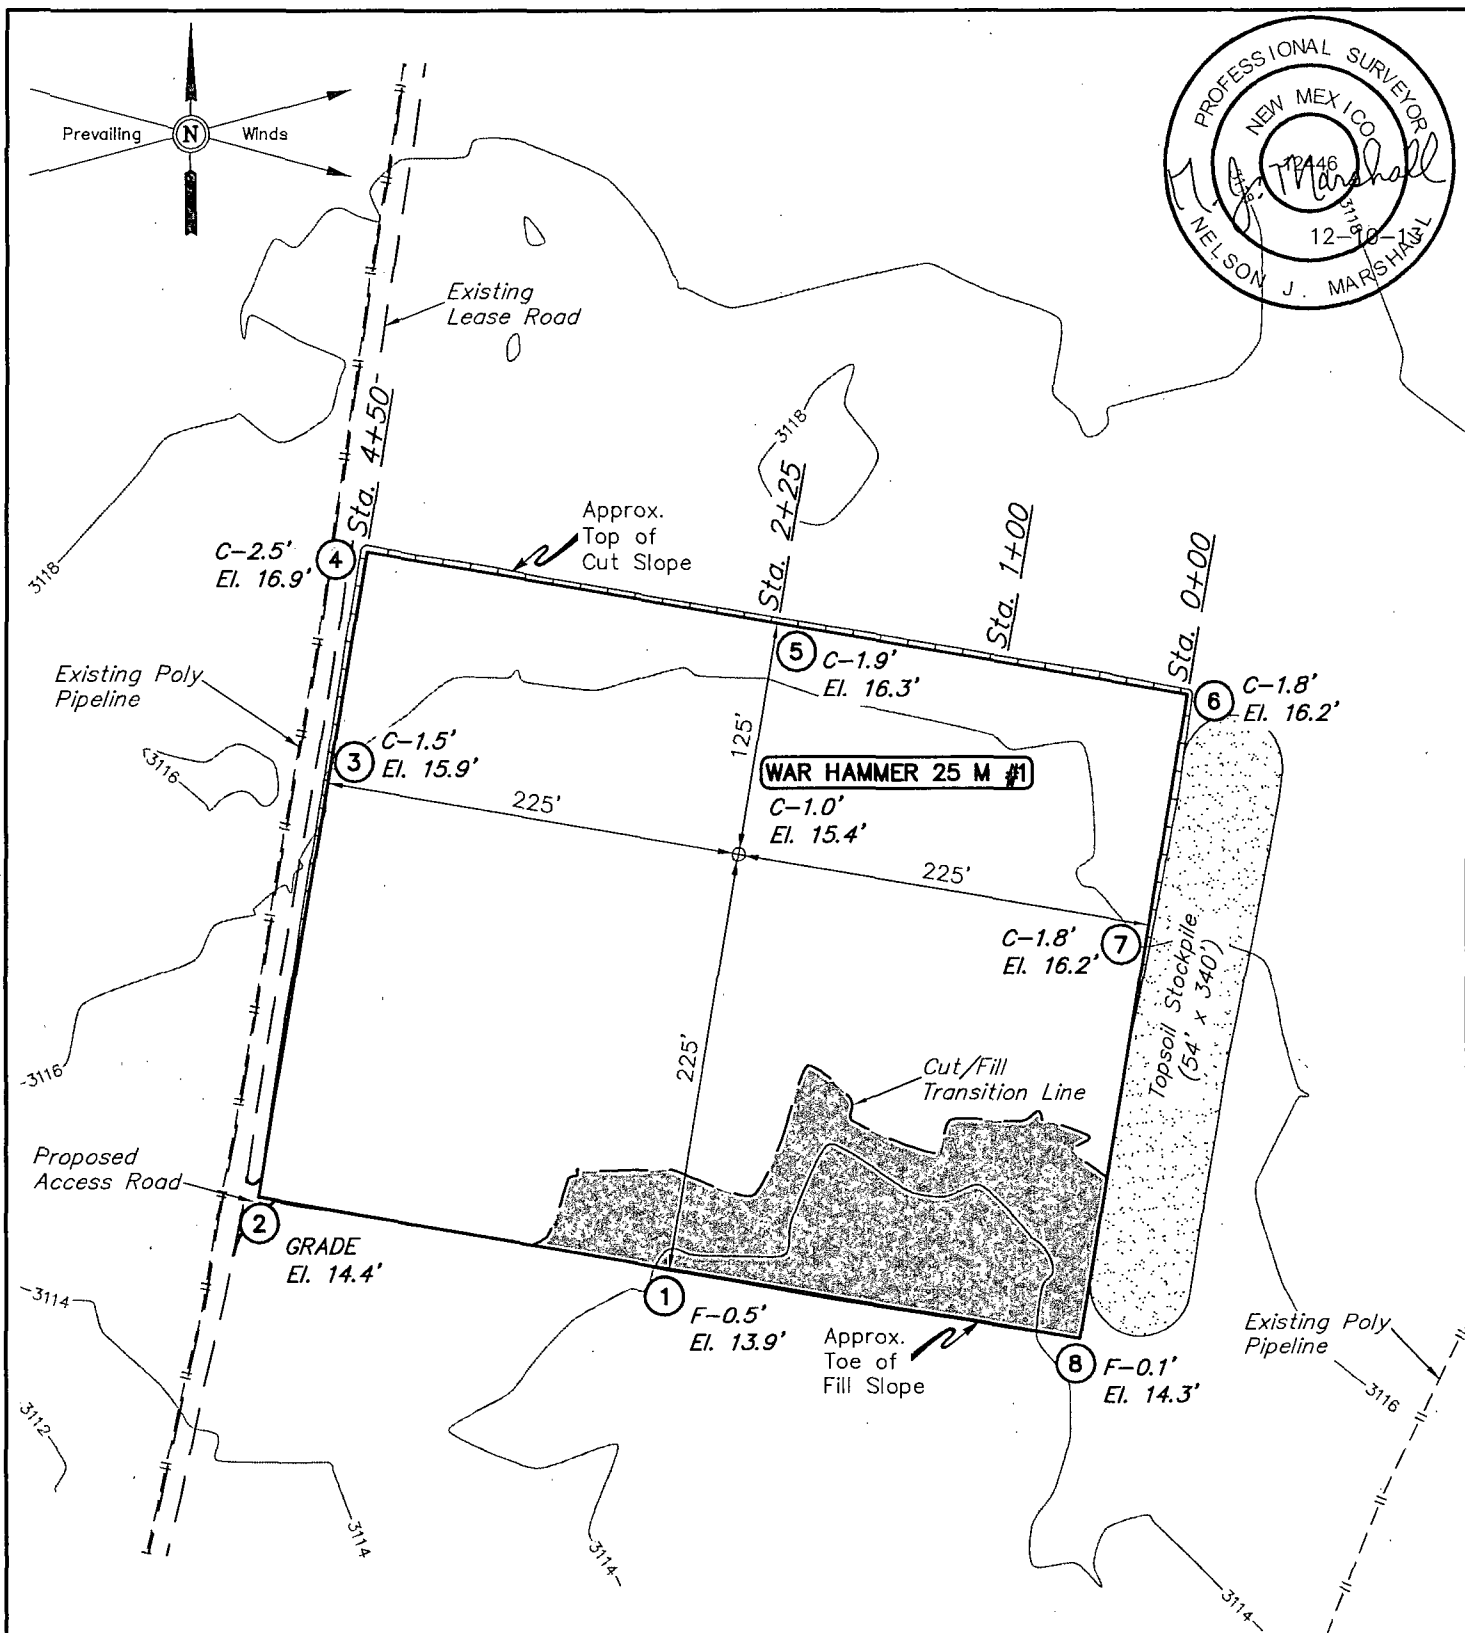 PROFESSIONAL SURVEYOR
NEW MEXICO
12446
N. J. Marshall
NELSON J. MARSHALL
3118
3118
Prevailing
N
Winds
Existing
Lease Road
Sta. 4+50
3118
Sta. 2+25
Sta. 1+00
Sta. 0+00
Approx.
Top of
Cut Slope
C-2.5'
El. 16.9'
4
3118
5
C-1.9'
El. 16.3'
6
C-1.8'
El. 16.2'
Existing Poly
Pipeline
3116
3
C-1.5'
El. 15.9'
125'
WAR HAMMER 25 M #1
C-1.0'
El. 15.4'
225'
225'
C-1.8'
El. 16.2'
7
Topsoil Stockpile
(54' x 340')
225'
Cut/Fill
Transition Line
3116
Proposed
Access Road
2
GRADE
El. 14.4'
3114
1
F-0.5'
El. 13.9'
Approx.
Toe of
Fill Slope
8
F-0.1'
El. 14.3'
Existing Poly
Pipeline
3116
3112
3114
3114
3114